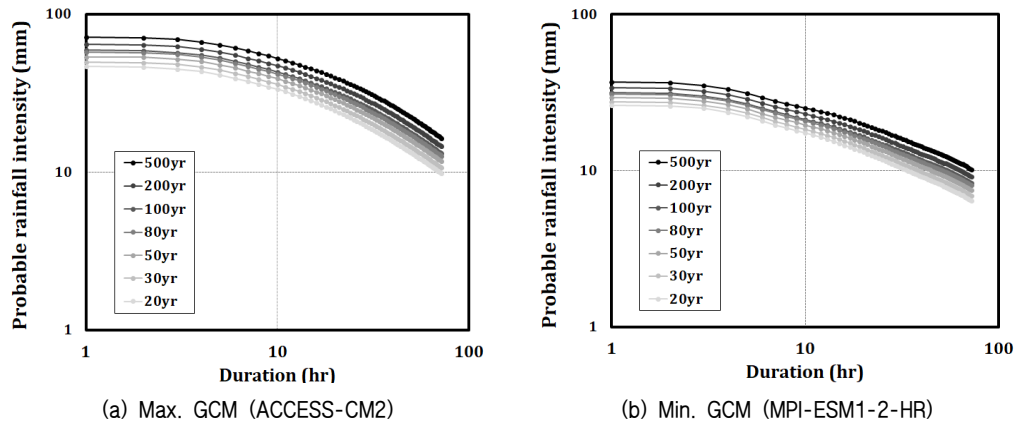 Probable rainfall intensity (mm)
100
10
1
500yr
200yr
100yr
80yr
50yr
30yr
20yr
1
10
100
Duration (hr)
(a) Max. GCM (ACCESS-CM2)
Probable rainfall intensity (mm)
100
10
1
500yr
200yr
100yr
80yr
50yr
30yr
20yr
1
10
100
Duration (hr)
(b) Min. GCM (MPI-ESM1-2-HR)